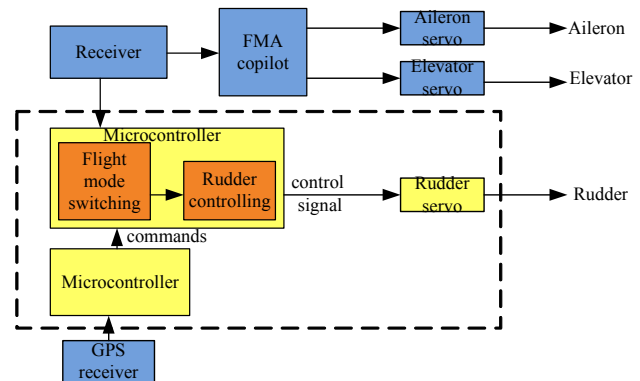 Receiver
FMA
copilot
Aileron
servo
Aileron
Elevator
servo
Elevator
Microcontroller
Flight
mode
switching
Rudder
controlling
control
signal
Rudder
servo
Rudder
commands
Microcontroller
GPS
receiver